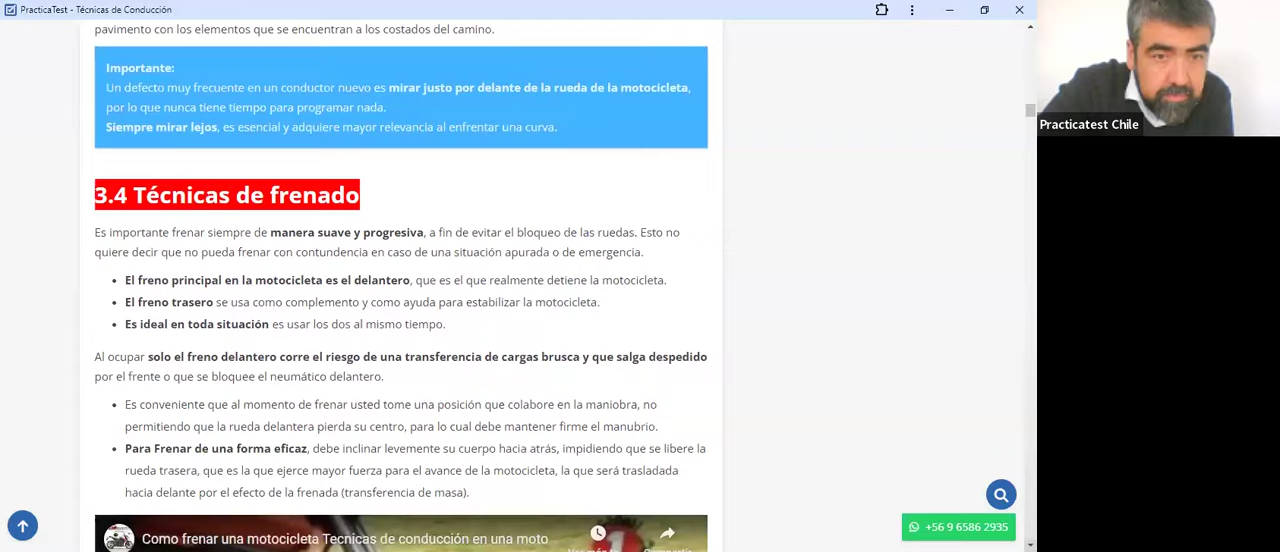 PracticaTest - Técnicas de Conducción
pavimento con los elementos que se encuentran a los costados del camino.
Importante:
Un defecto muy frecuente en un conductor nuevo es mirar justo por delante de la rueda de la motocicleta,
por lo que nunca tiene tiempo para programar nada.
Siempre mirar lejos, es esencial y adquiere mayor relevancia al enfrentar una curva.
3.4 Técnicas de frenado
Es importante frenar siempre de manera suave y progresiva, a fin de evitar el bloqueo de las ruedas. Esto no
quiere decir que no pueda frenar con contundencia en caso de una situación apurada o de emergencia.
• El freno principal en la motocicleta es el delantero, que es el que realmente detiene la motocicleta.
• El freno trasero se usa como complemento y como ayuda para estabilizar la motocicleta.
• Es ideal en toda situación es usar los dos al mismo tiempo.
Al ocupar solo el freno delantero corre el riesgo de una transferencia de cargas brusca y que salga despedido
por el frente o que se bloquee el neumático delantero.
• Es conveniente que al momento de frenar usted tome una posición que colabore en la maniobra, no
permitiendo que la rueda delantera pierda su centro, para lo cual debe mantener firme el manubrio.
• Para Frenar de una forma eficaz, debe inclinar levemente su cuerpo hacia atrás, impidiendo que se libere la
rueda trasera, que es la que ejerce mayor fuerza para el avance de la motocicleta, la que será trasladada
hacia delante por el efecto de la frenada (transferencia de masa).
Como frenar una motocicleta Tecnicas de conducción en una moto
+56 9 6586 2935
Practicatest Chile